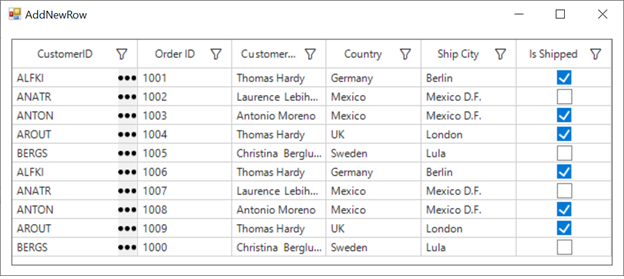 AddNewRow
CustomerID Order ID Customer... Country Ship City Is Shipped
ALFKI ••• 1001 Thomas Hardy Germany Berlin
ANATR ••• 1002 Laurence Lebih... Mexico Mexico D.F.
ANTON ••• 1003 Antonio Moreno Mexico Mexico D.F.
AROUT ••• 1004 Thomas Hardy UK London
BERGS ••• 1005 Christina Berglu... Sweden Lula
ALFKI ••• 1006 Thomas Hardy Germany Berlin
ANATR ••• 1007 Laurence Lebih... Mexico Mexico D.F.
ANTON ••• 1008 Antonio Moreno Mexico Mexico D.F.
AROUT ••• 1009 Thomas Hardy UK London
BERGS ••• 1000 Christina Berglu... Sweden Lula